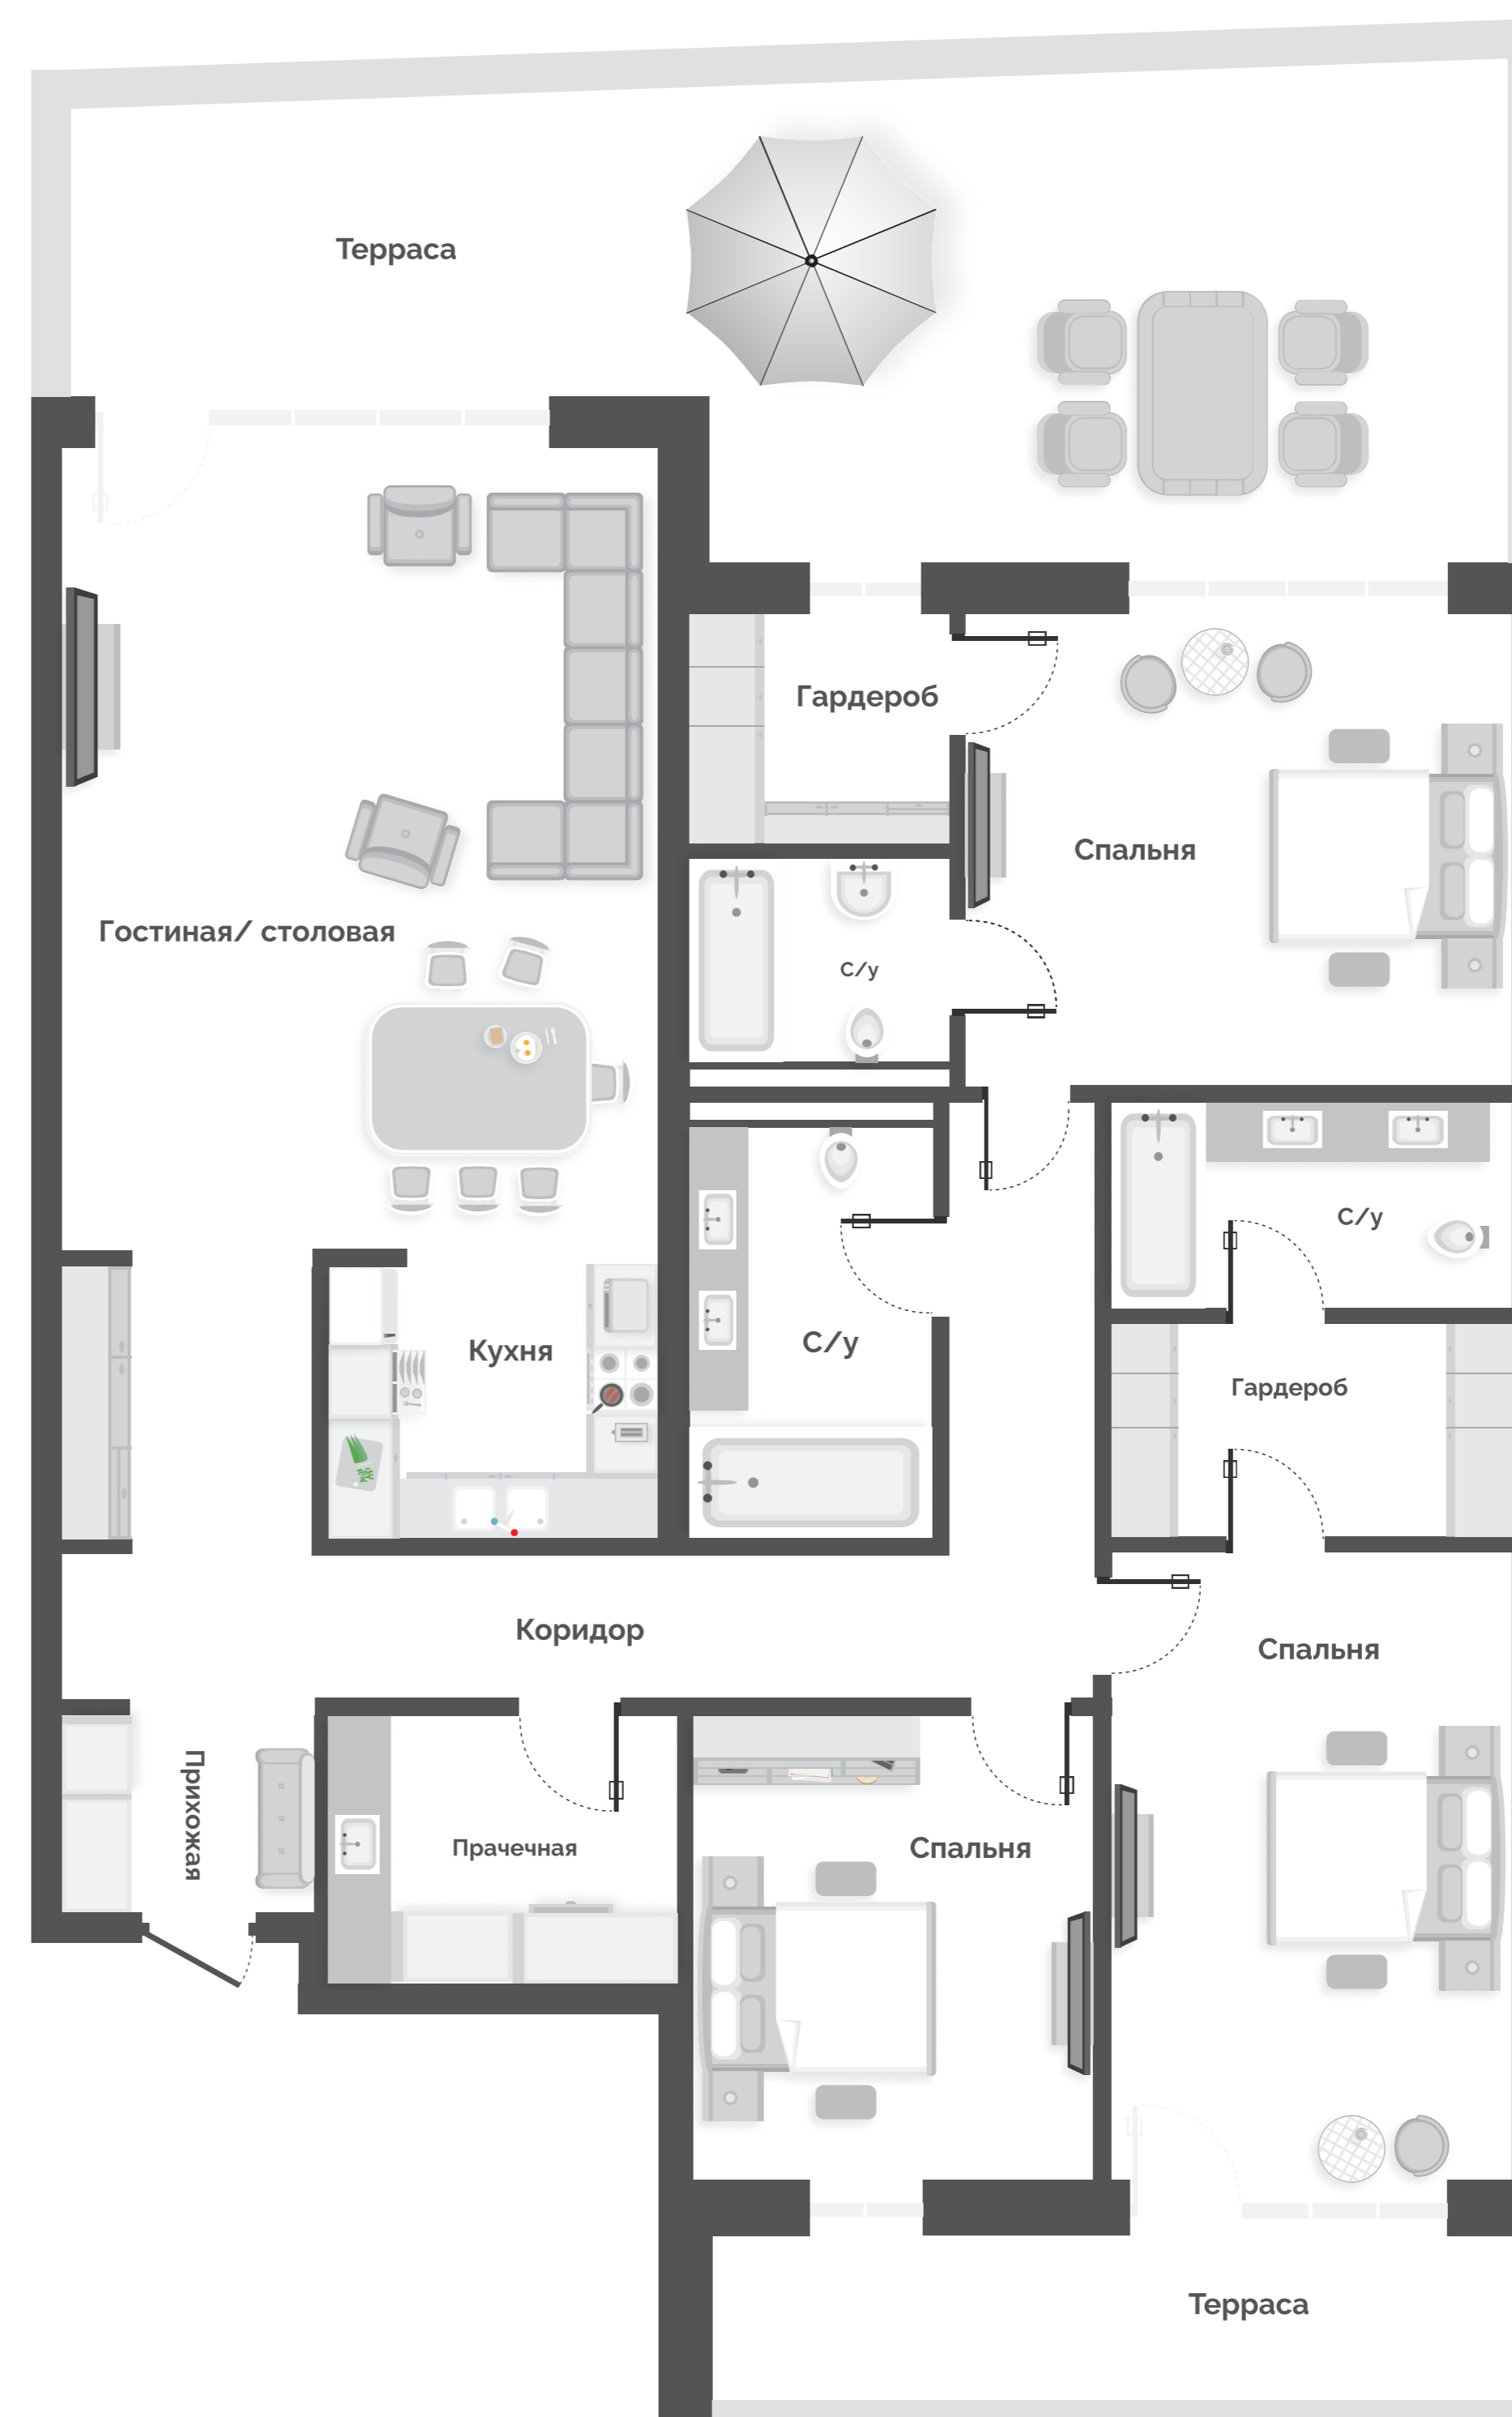 Терраса
Гардероб
Спальня
Гостиная/ столовая
С/у
С/у
Кухня
С/у
Гардероб
Коридор
Спальня
Прихожая
Прачечная
Спальня
Терраса